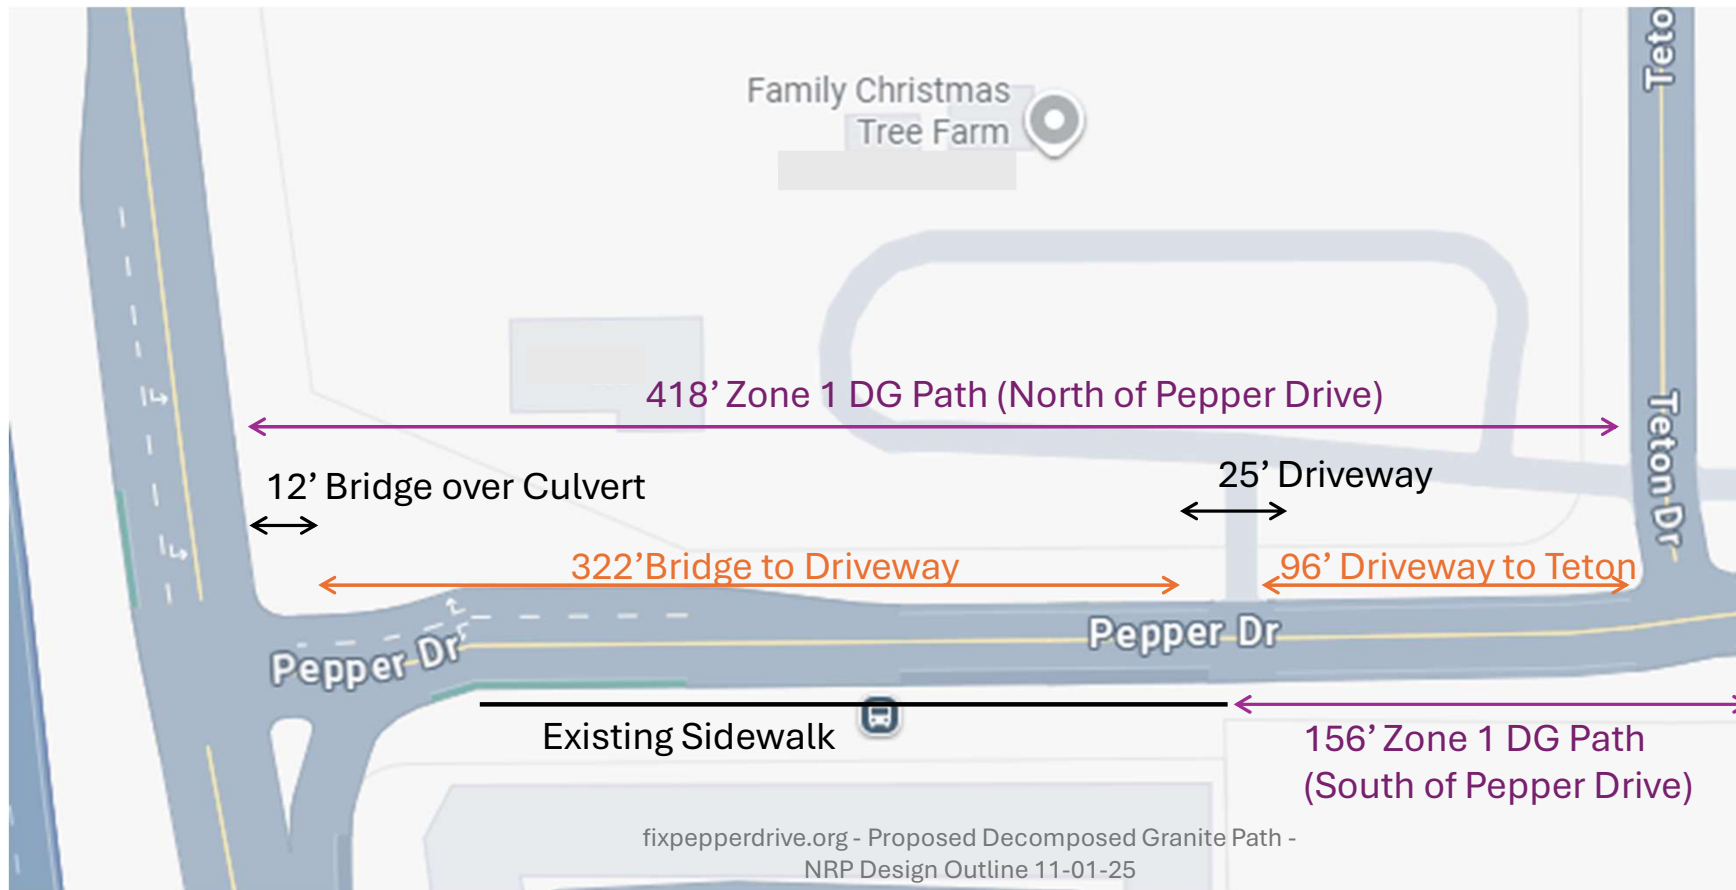 Teto
Family Christmas
Tree Farm
418’ Zone 1 DG Path (North of Pepper Drive)
Teton Dr
12’ Bridge over Culvert
25’ Driveway
322’Bridge to Driveway
96’ Driveway to Teton
Pepper Dr
Pepper Dr
Existing Sidewalk
156’ Zone 1 DG Path
(South of Pepper Drive)
fixpepperdrive.org - Proposed Decomposed Granite Path -
NRP Design Outline 11-01-25